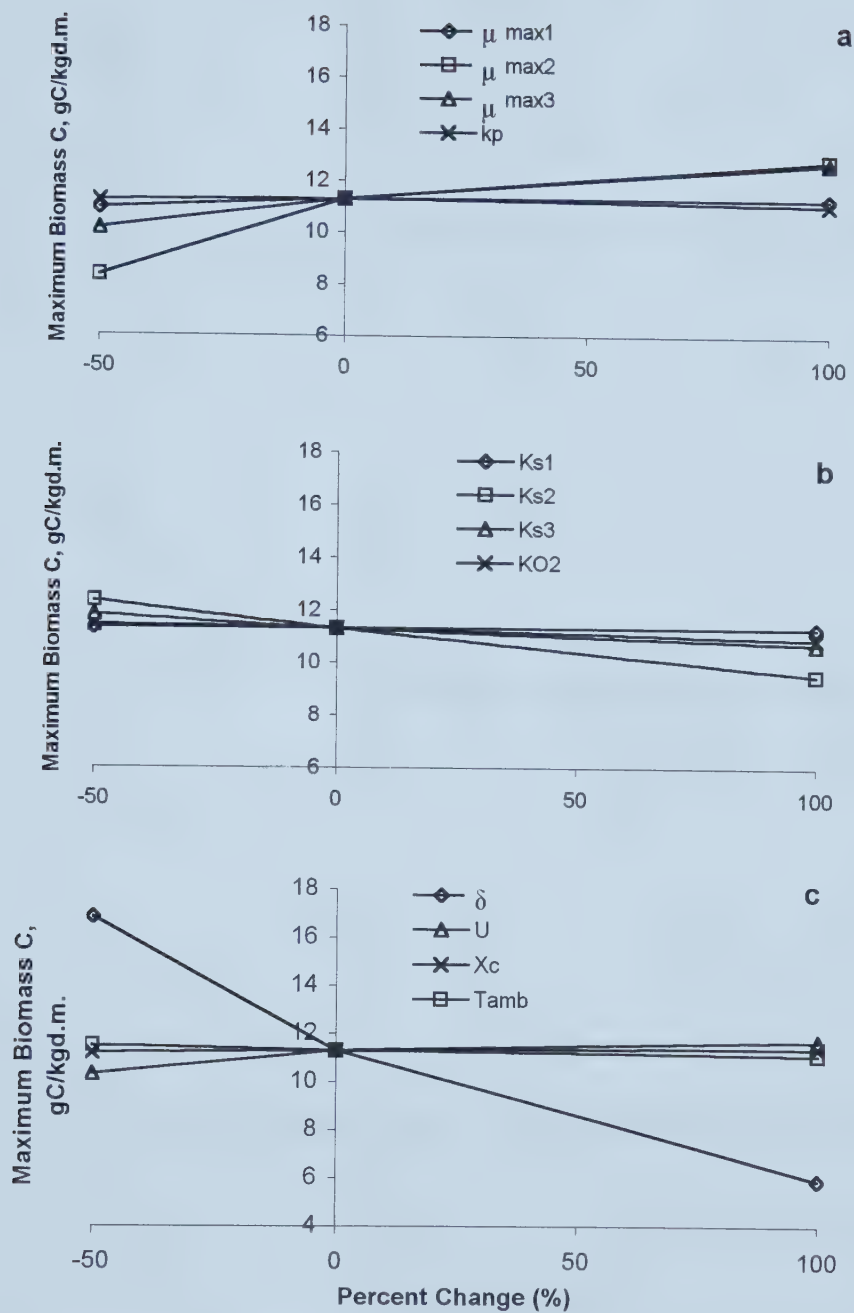 a
Maximum Biomass C, gC/kgd.m.
18
16
14
12
10
8
6
μ max1
μ max2
μ max3
kp
-50
0
50
100
b
Maximum Biomass C, gC/kgd.m.
18
16
14
12
10
8
6
Ks1
Ks2
Ks3
KO2
-50
0
50
100
c
Maximum Biomass C,
gC/kgd.m.
18
16
14
12
10
8
6
4
δ
U
Xc
Tamb
-50
0
50
100
Percent Change (%)